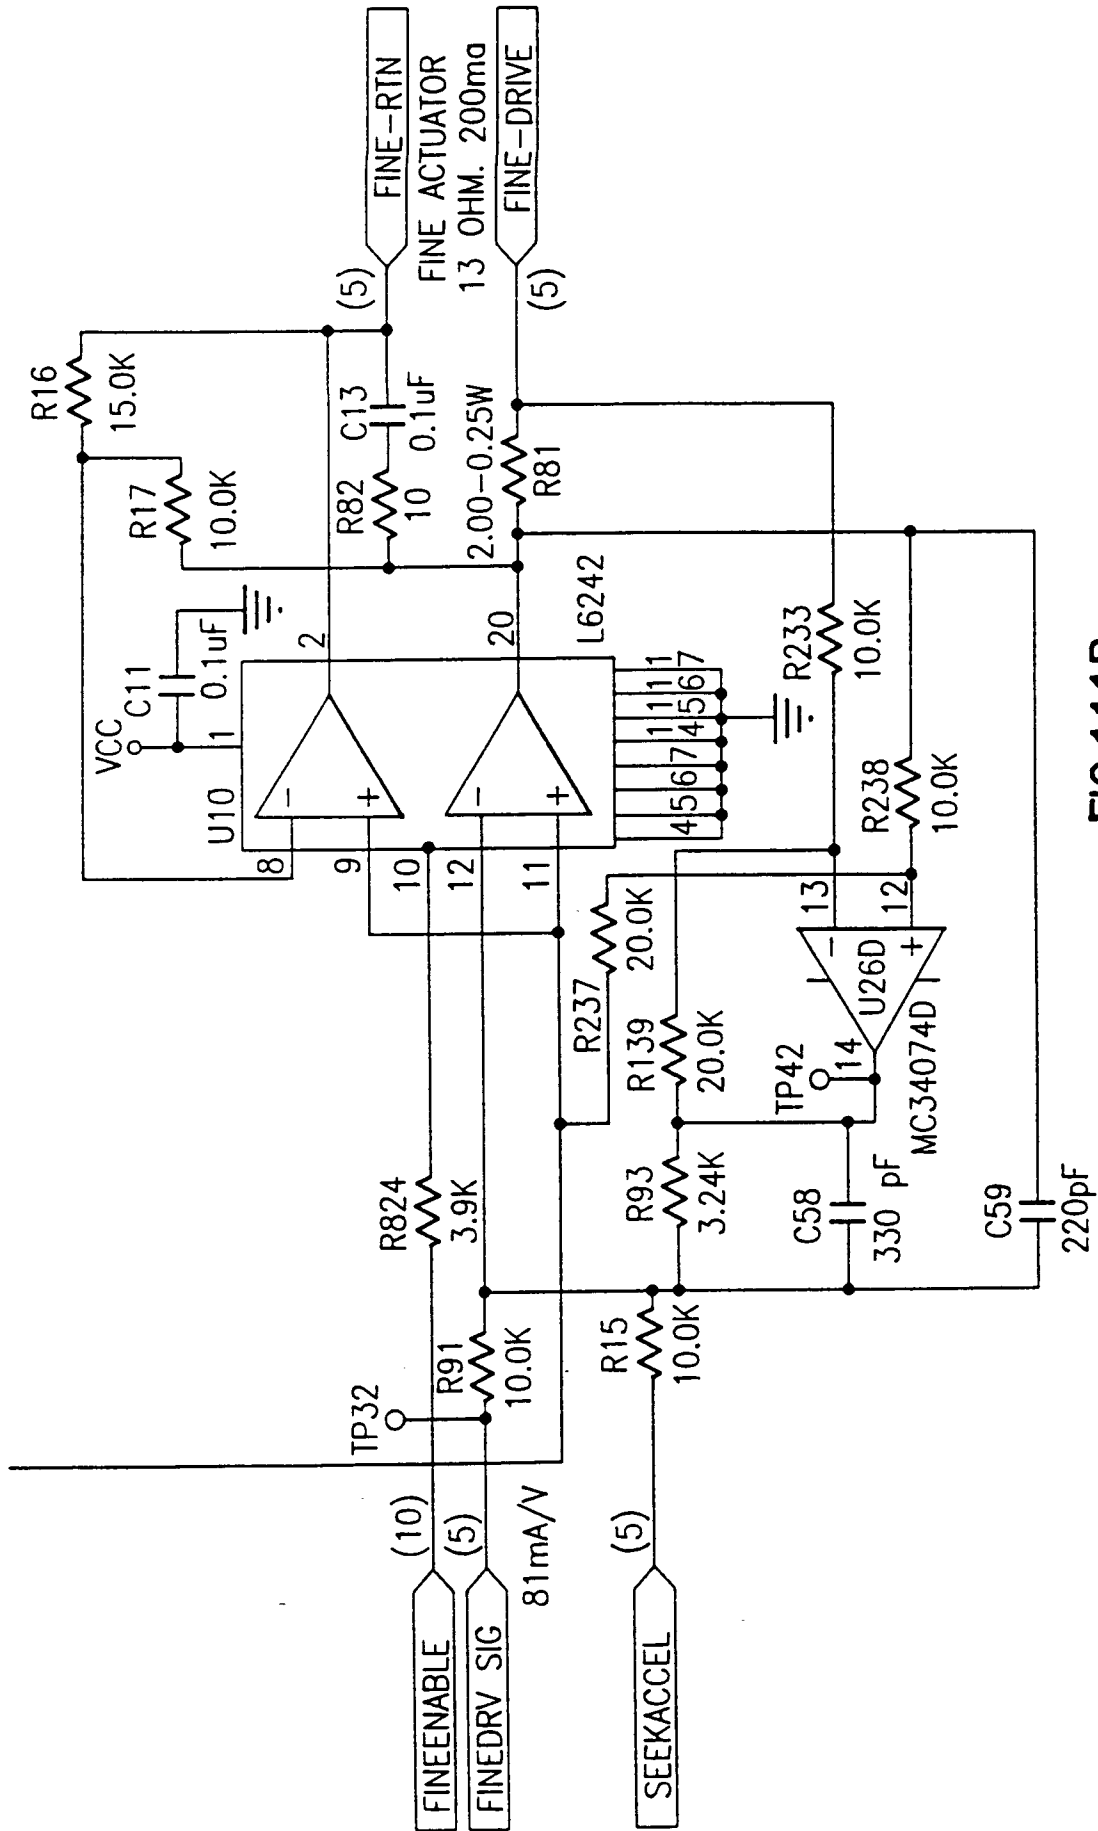 FINE-RTN
FINE ACTUATOR
13 OHM. 200ma
FINE-DRIVE
(5)
(5)
R16
15.0K
R17
10.0K
C13
0.1uF
R82
10
2.00-0.25W
R81
VCC
C11
0.1uF
1
2
20
U10
L6242
8
9
10
12
11
-
+
-
+
4 5 6 7 14 15 16 17
R233
10.0K
R238
10.0K
R237
20.0K
R139
20.0K
13
12
-
+
U26D
14
MC34074D
TP42
R93
3.24K
C58
330 pF
C59
220pF
R824
3.9K
R91
10.0K
R15
10.0K
TP32
(10)
(5)
81mA/V
(5)
FINEENABLE
FINEDRV SIG
SEEKACCEL